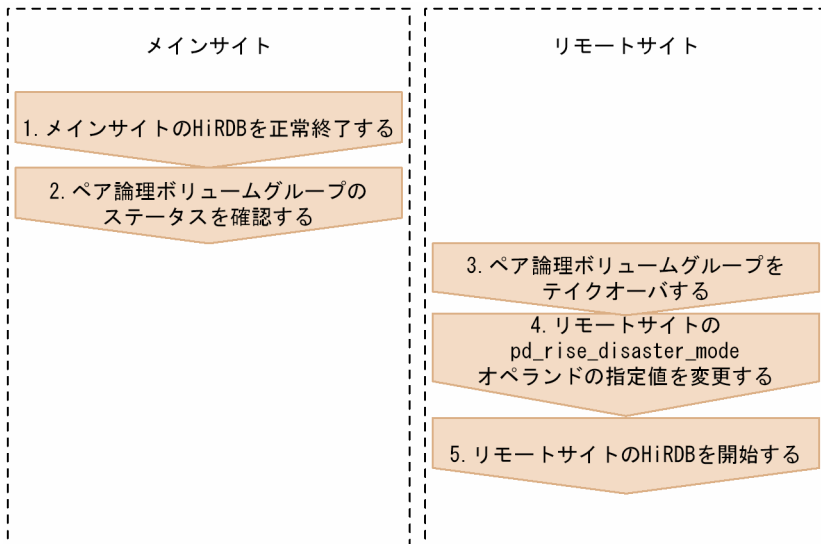 メインサイト
リモートサイト
1. メインサイトのHiRDBを正常終了する
2. ペア論理ボリュームグループの
ステータスを確認する
3. ペア論理ボリュームグループを
テイクオーバする
4. リモートサイトの
pd_rise_disaster_mode
オペランドの指定値を変更する
5. リモートサイトのHiRDBを開始する